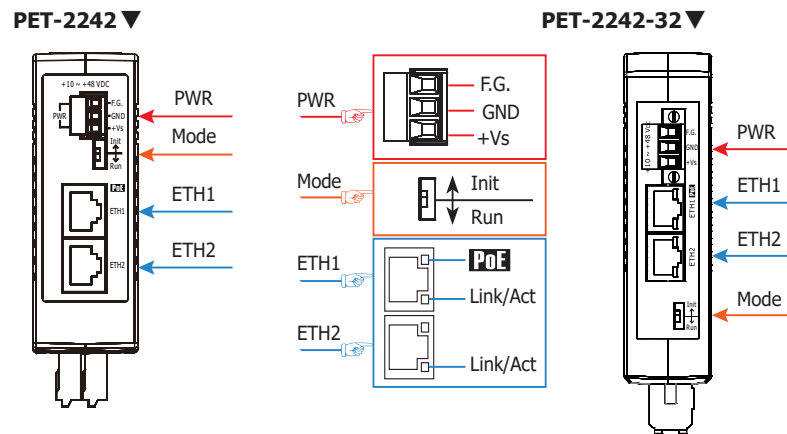 PET-2242▼
+10 ~ +48 VDC
PWR
F.G.
GND
+Vs
Init
Run
PoE
ETH1
ETH2
PWR
Mode
ETH1
ETH2
PWR
F.G.
GND
+Vs
Mode
Init
Run
ETH1
PoE
Link/Act
ETH2
Link/Act
PET-2242-32▼
+10 ~ +48 Vcc
F.G.
GND
+Vs
ETH1 PoE
ETH2
Init
Run
PWR
ETH1
ETH2
Mode